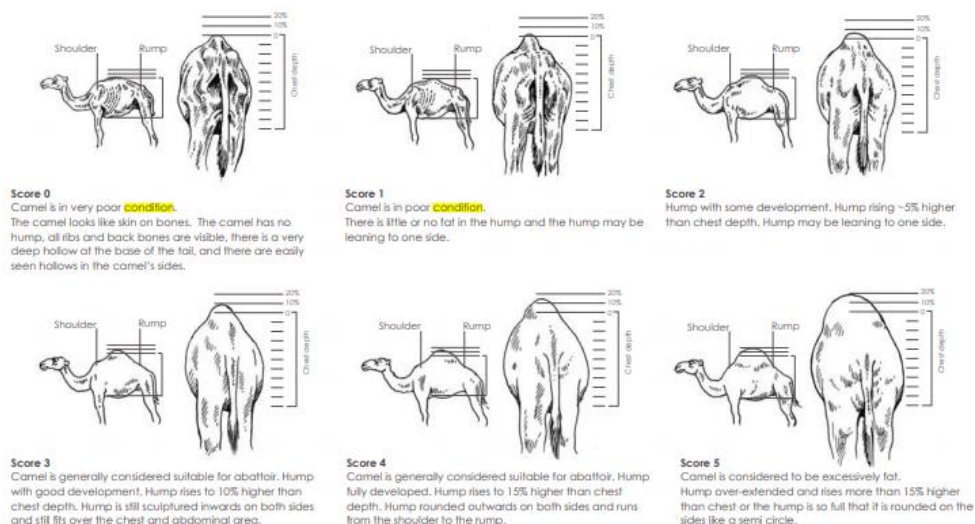 20%
10%
0
Shoulder
Rump
Chest depth
20%
10%
0
Shoulder
Rump
Chest depth
20%
10%
0
Shoulder
Rump
Chest depth
Score 0
Camel is in very poor condition.
The camel looks like skin on bones. The camel has no
hump, all ribs and back bones are visible, there is a very
deep hollow at the base of the tail, and there are easily
seen hollows in the camel's sides.
Score 1
Camel is in poor condition.
There is little or no fat in the hump and the hump may be
leaning to one side.
Score 2
Hump with some development. Hump rising ~5% higher
than chest depth. Hump may be leaning to one side.
20%
10%
0
Shoulder
Rump
Chest depth
20%
10%
0
Shoulder
Rump
Chest depth
20%
10%
0
Shoulder
Rump
Chest depth
Score 3
Camel is generally considered suitable for abattoir. Hump
with good development. Hump rises to 10% higher than
chest depth. Hump is still sculptured inwards on both sides
and still fits over the chest and abdominal area.
Score 4
Camel is generally considered suitable for abattoir. Hump
fully developed. Hump rises to 15% higher than chest
depth. Hump rounded outwards on both sides and runs
from the shoulder to the rump.
Score 5
Camel is considered to be excessively fat.
Hump over-extended and rises more than 15% higher
than chest or the hump is so full that it is rounded on the
sides like a semi circle.